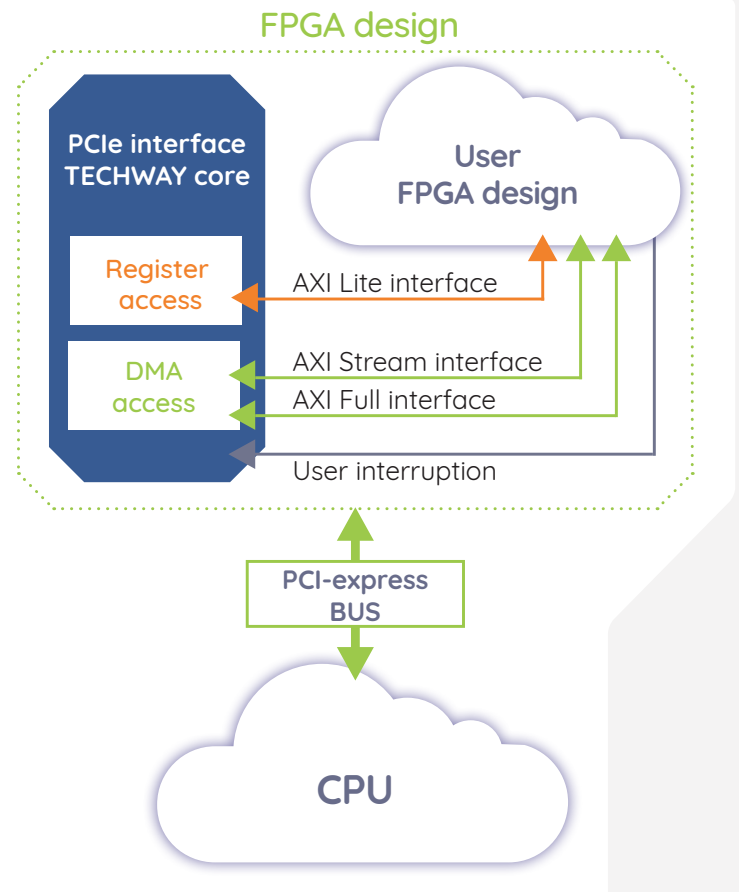 FPGA design
PCIe interface
TECHWAY core
User
FPGA design
Register
access
AXI Lite interface
DMA
access
AXI Stream interface
AXI Full interface
User interruption
PCI-express
BUS
CPU